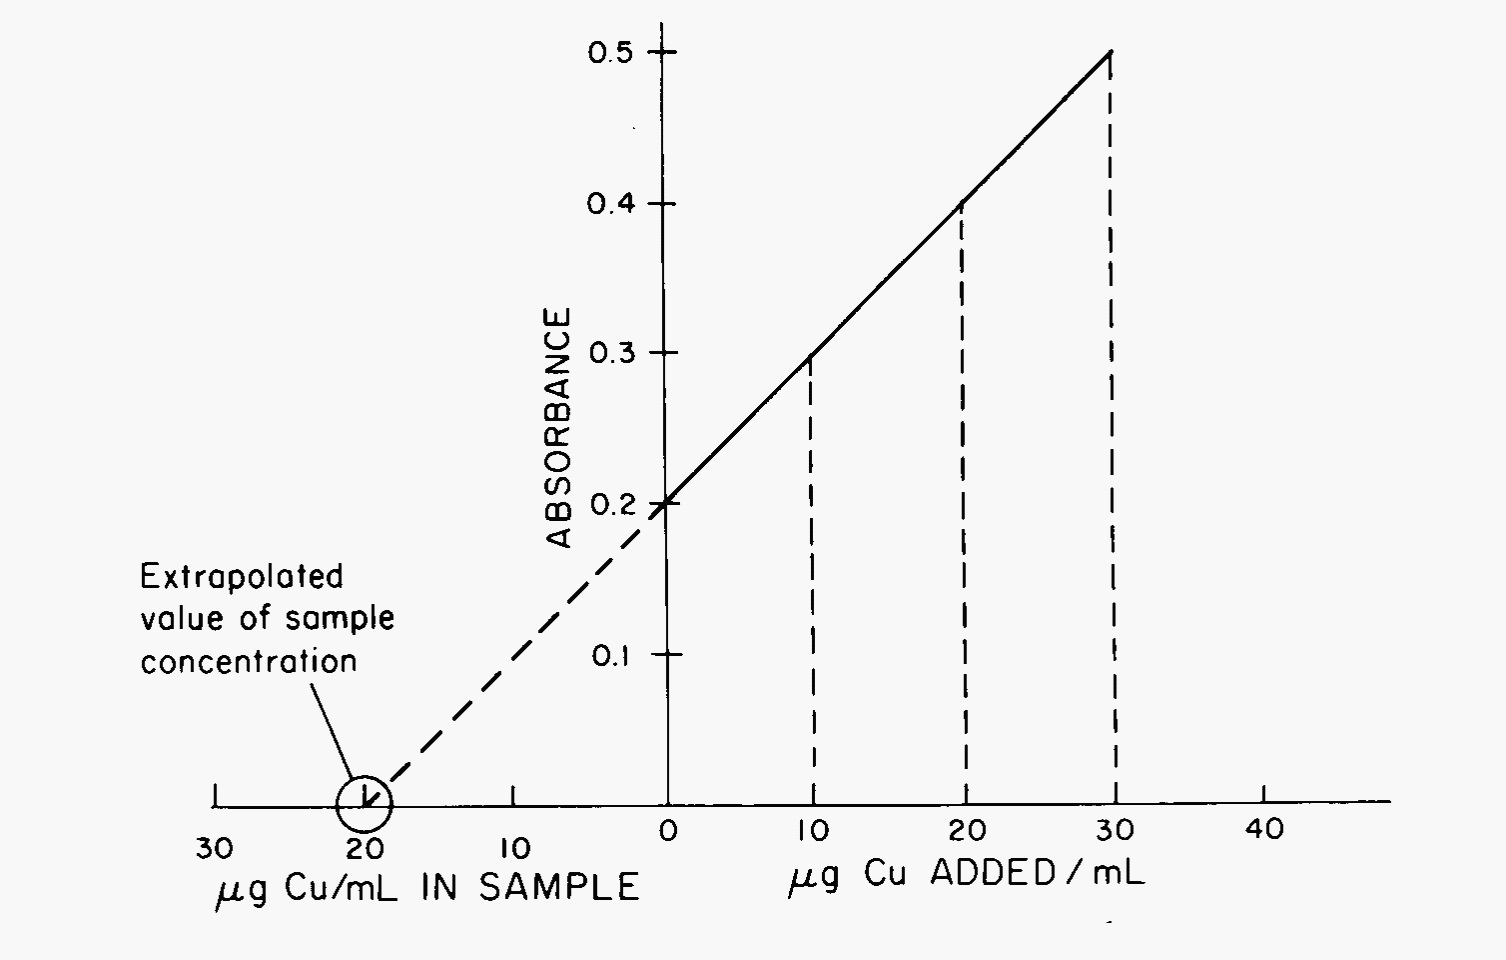 0.5
0.4
0.3
0.2
0.1
ABSORBANCE
Extrapolated
value of sample
concentration
30 20 10 0 10 20 30 40
μg Cu/mL IN SAMPLE
μg Cu ADDED/mL